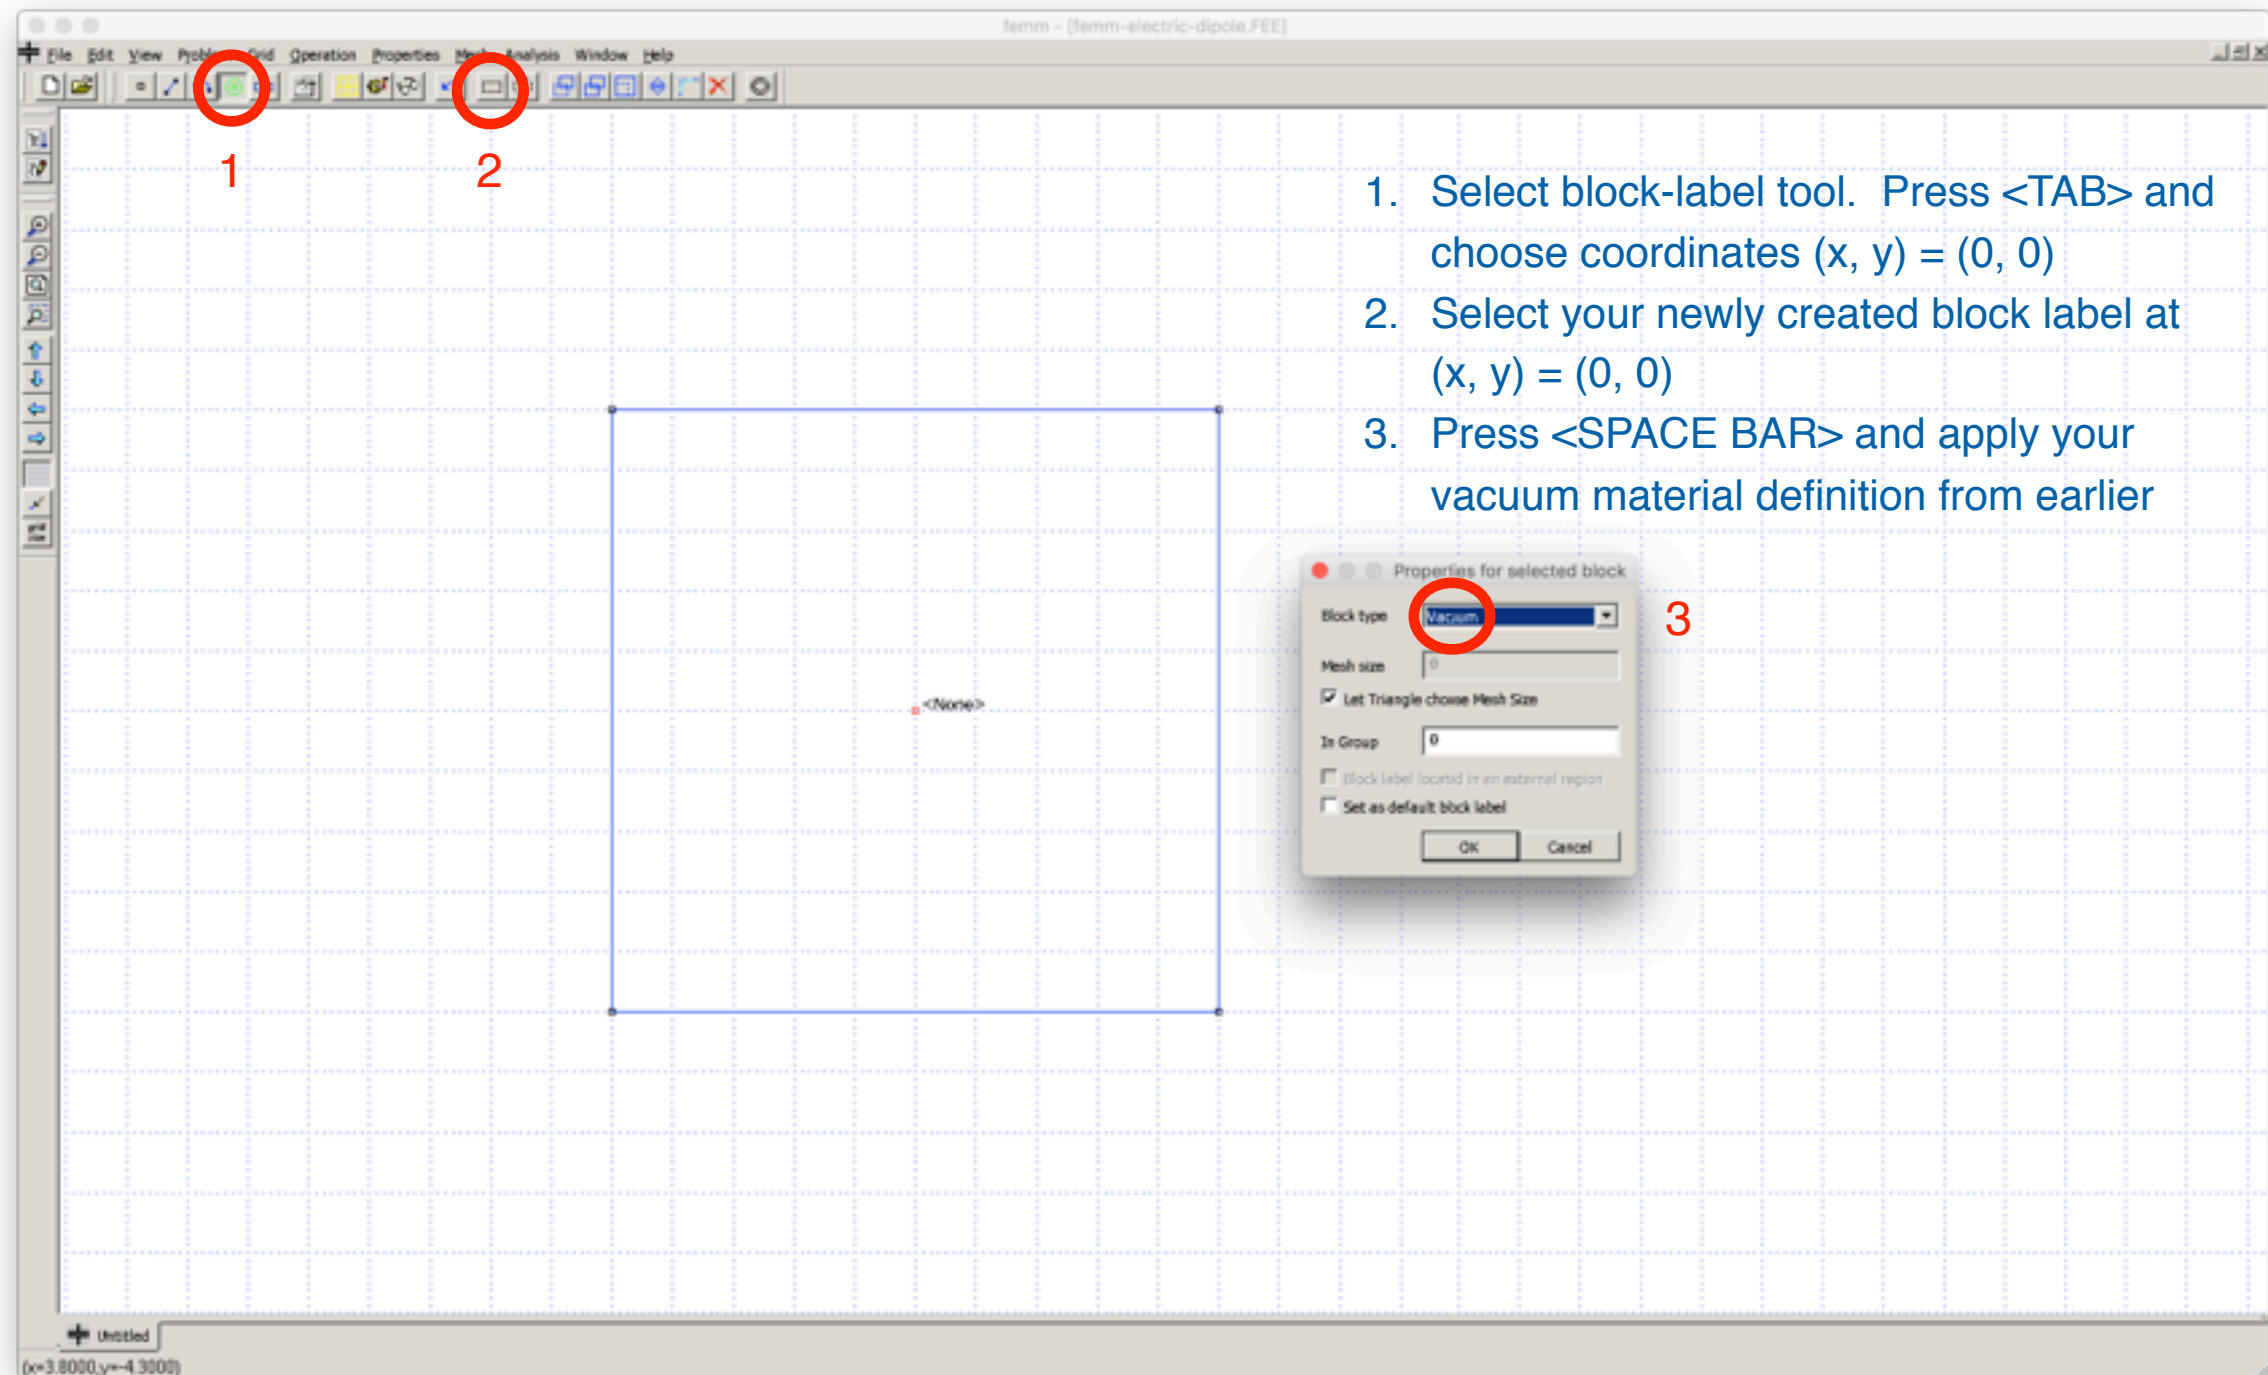 femm - [femm-electric-dipole.FEE]
File Edit View Problem Grid Operation Properties Mesh Analysis Window Help
1
2
1. Select block-label tool. Press <TAB> and
choose coordinates (x, y) = (0, 0)
2. Select your newly created block label at
(x, y) = (0, 0)
3. Press <SPACE BAR> and apply your
vacuum material definition from earlier
Properties for selected block
Block type
Vacuum
3
Mesh size
0
Let Triangle choose Mesh Size
In Group
0
Block label located in an external region
Set as default block label
OK
Cancel
<None>
Untitled
(x=3.8000,y=-4.3000)